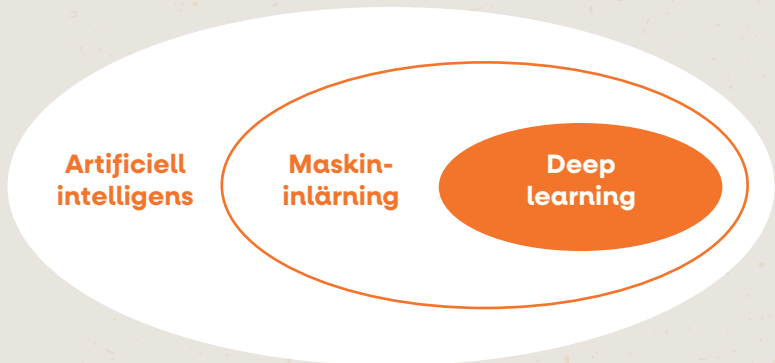 Artificiell
intelligens
Maskin-
inlärning
Deep
learning